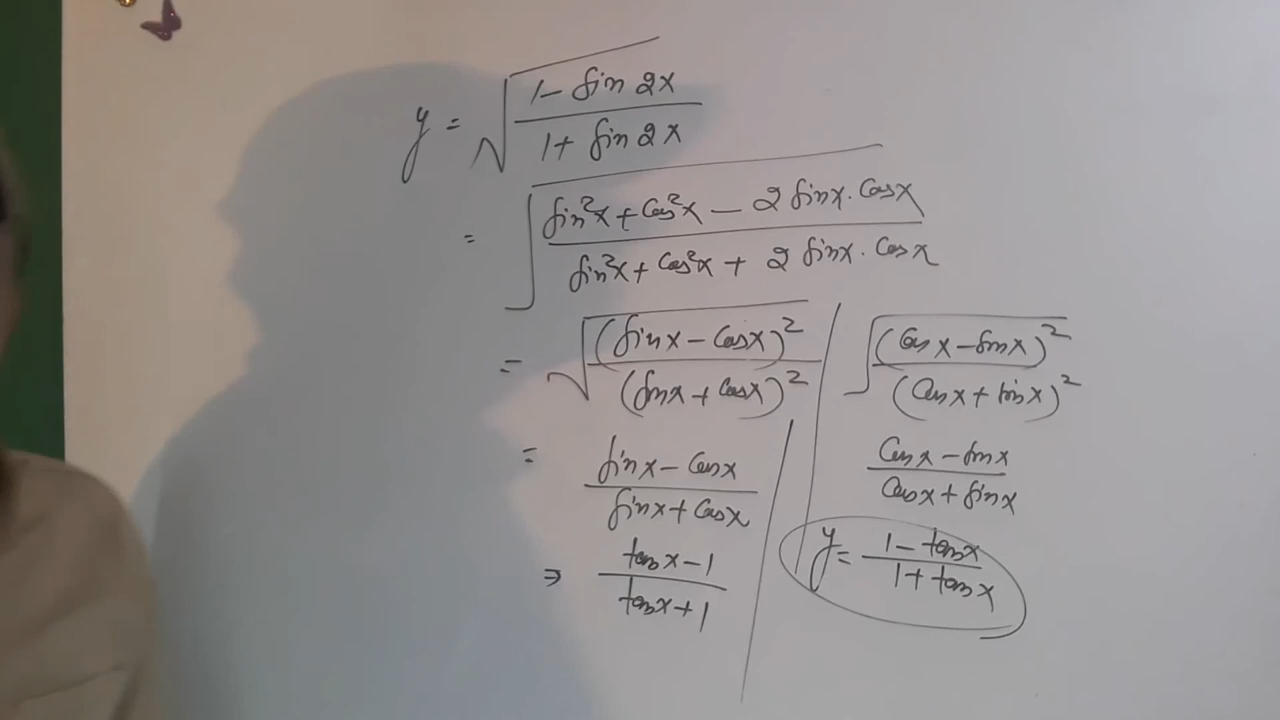 y = √((1 - sin 2x)/(1 + sin 2x))
= √((sin²x + cos²x - 2 sinx . cosx)/(sin²x + cos²x + 2 sinx . cosx))
= √((sinx - cosx)²/(sinx + cosx)²) / √((cosx - sinx)²/(cosx + sinx)²)
= (sinx - cosx)/(sinx + cosx) / (cosx - sinx)/(cosx + sinx)
⇒ (tanx - 1)/(tanx + 1) / y = (1 - tanx)/(1 + tanx)